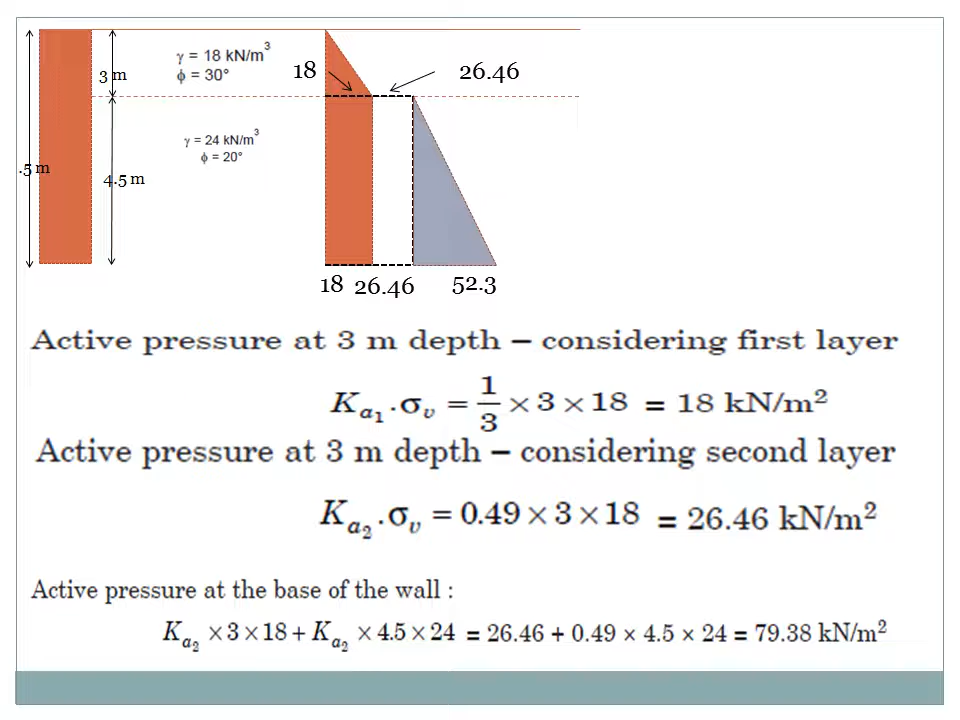 γ = 18 kN/m³
ϕ = 30°
18
26.46
3 m
γ = 24 kN/m³
ϕ = 20°
.5 m
4.5 m
18
26.46
52.3
Active pressure at 3 m depth – considering first layer
Kₐ₁.σᵥ = 1/3 × 3 × 18 = 18 kN/m²
Active pressure at 3 m depth – considering second layer
Kₐ₂.σᵥ = 0.49 × 3 × 18 = 26.46 kN/m²
Active pressure at the base of the wall :
Kₐ₂ × 3 × 18 + Kₐ₂ × 4.5 × 24 = 26.46 + 0.49 × 4.5 × 24 = 79.38 kN/m²